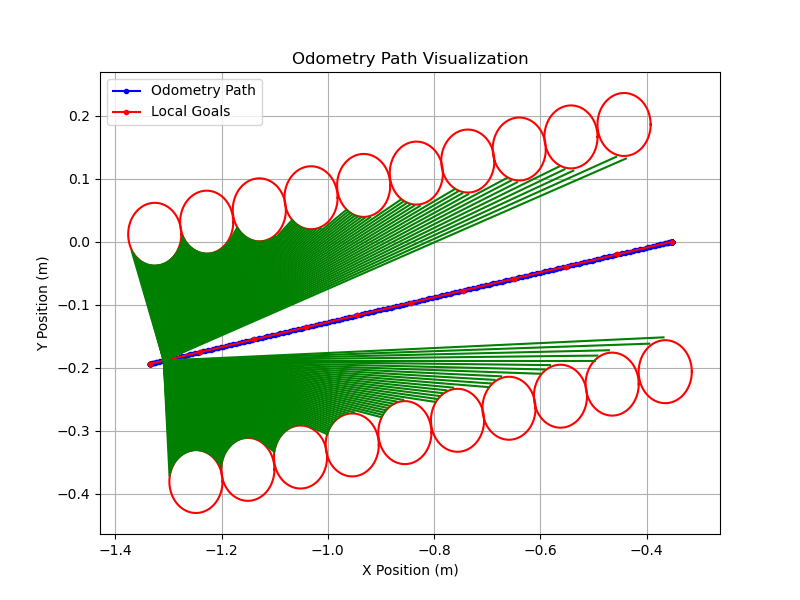 Odometry Path Visualization
Odometry Path
Local Goals
Y Position (m)
0.2
0.1
0.0
−0.1
−0.2
−0.3
−0.4
−1.4
−1.2
−1.0
−0.8
−0.6
−0.4
X Position (m)